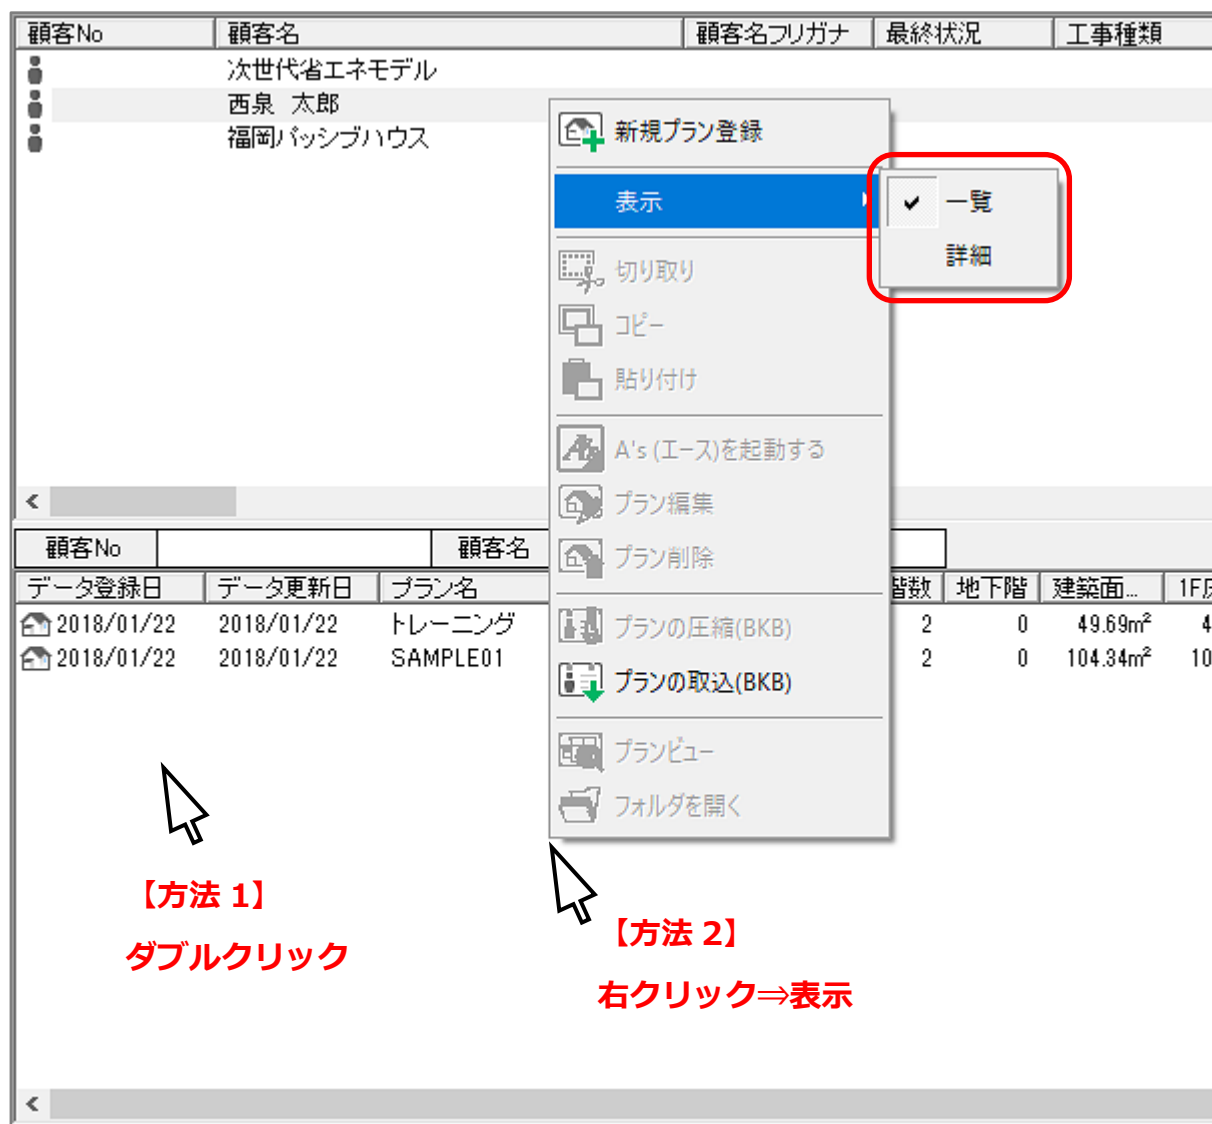 顧客No 顧客名 顧客名フリガナ 最終状況 工事種類
次世代省エネモデル
西泉 太郎
福岡パッシブハウス
新規プラン登録
表示
一覧
詳細
切り取り
コピー
貼り付け
A's (エース)を起動する
プラン編集
プラン削除
プランの圧縮(BKB)
プランの取込(BKB)
プランビュー
フォルダを開く
顧客No 顧客名
データ登録日 データ更新日 プラン名 階数 地下階 建築面... 1F床
2018/01/22 2018/01/22 トレーニング 2 0 49.69m² 4
2018/01/22 2018/01/22 SAMPLE01 2 0 104.34m² 10
【方法 1】
ダブルクリック
【方法 2】
右クリック⇒表示